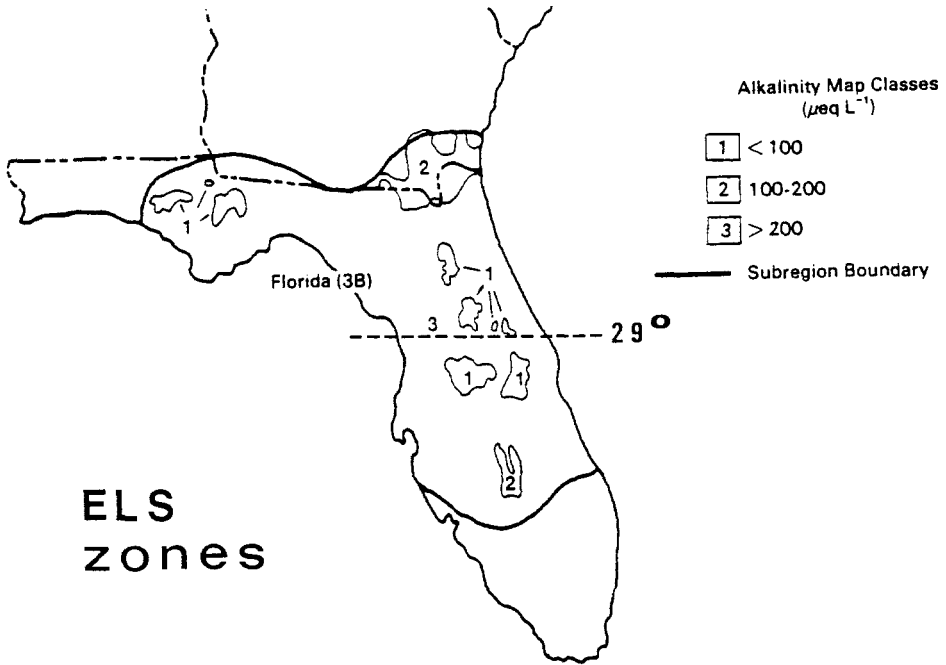 Alkalinity Map Classes
(μeq L⁻¹)
1 < 100
2 100-200
3 > 200
Subregion Boundary
2
1
Florida (3B)
1
3
29°
1 1
2
ELS
zones